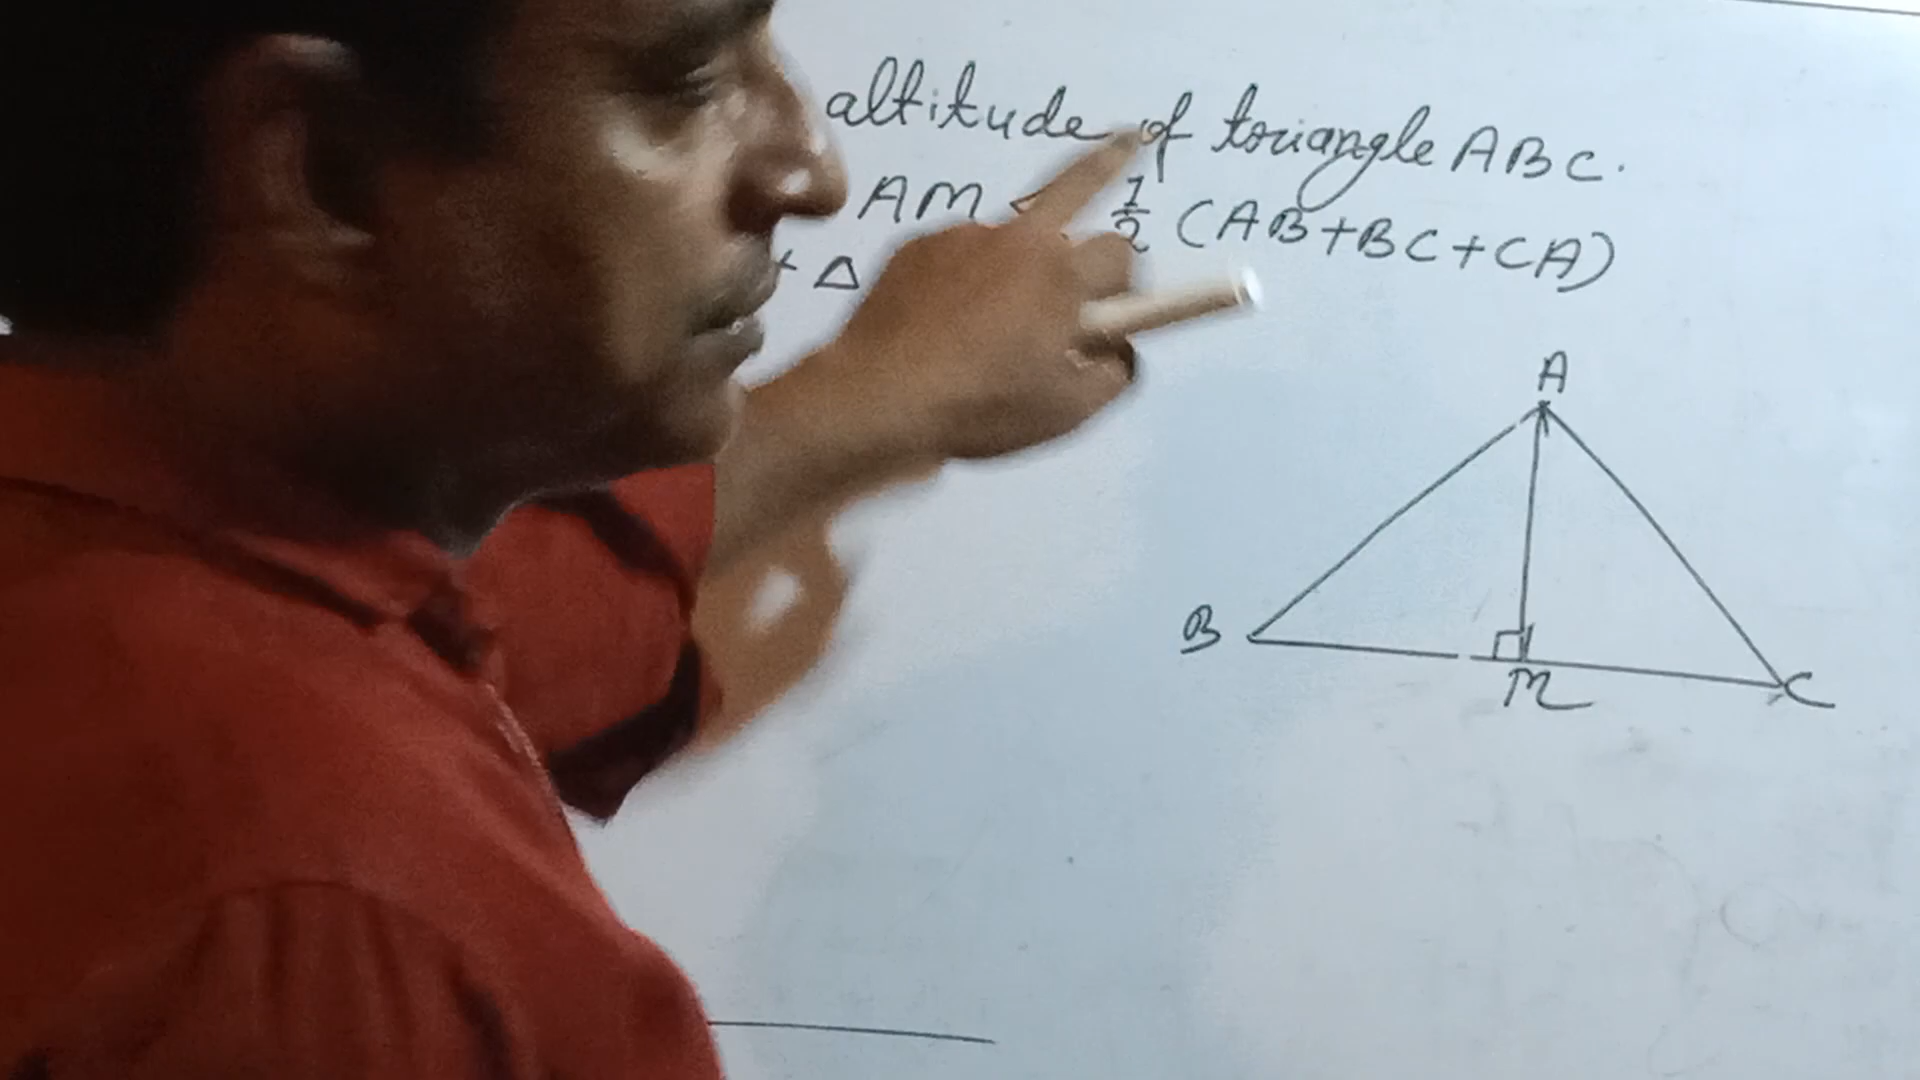 altitude of triangle ABC.
AM < 1/2 (AB+BC+CA)
Δ
A
B
M
C